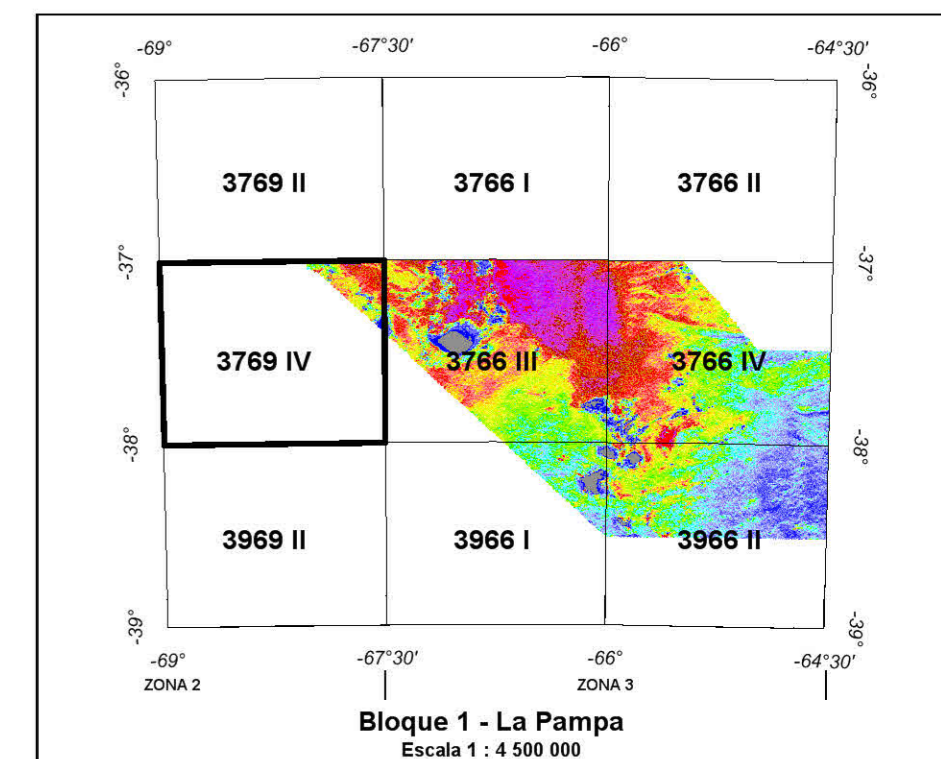 -69° -67°30' -66° -64°30'
-36° -36°
3769 II 3766 I 3766 II
-37° -37°
3769 IV 3766 III 3766 IV
-38° -38°
3969 II 3966 I 3966 II
-39° -39°
-69° -67°30' -66° -64°30'
ZONA 2 ZONA 3
Bloque 1 - La Pampa
Escala 1 : 4 500 000